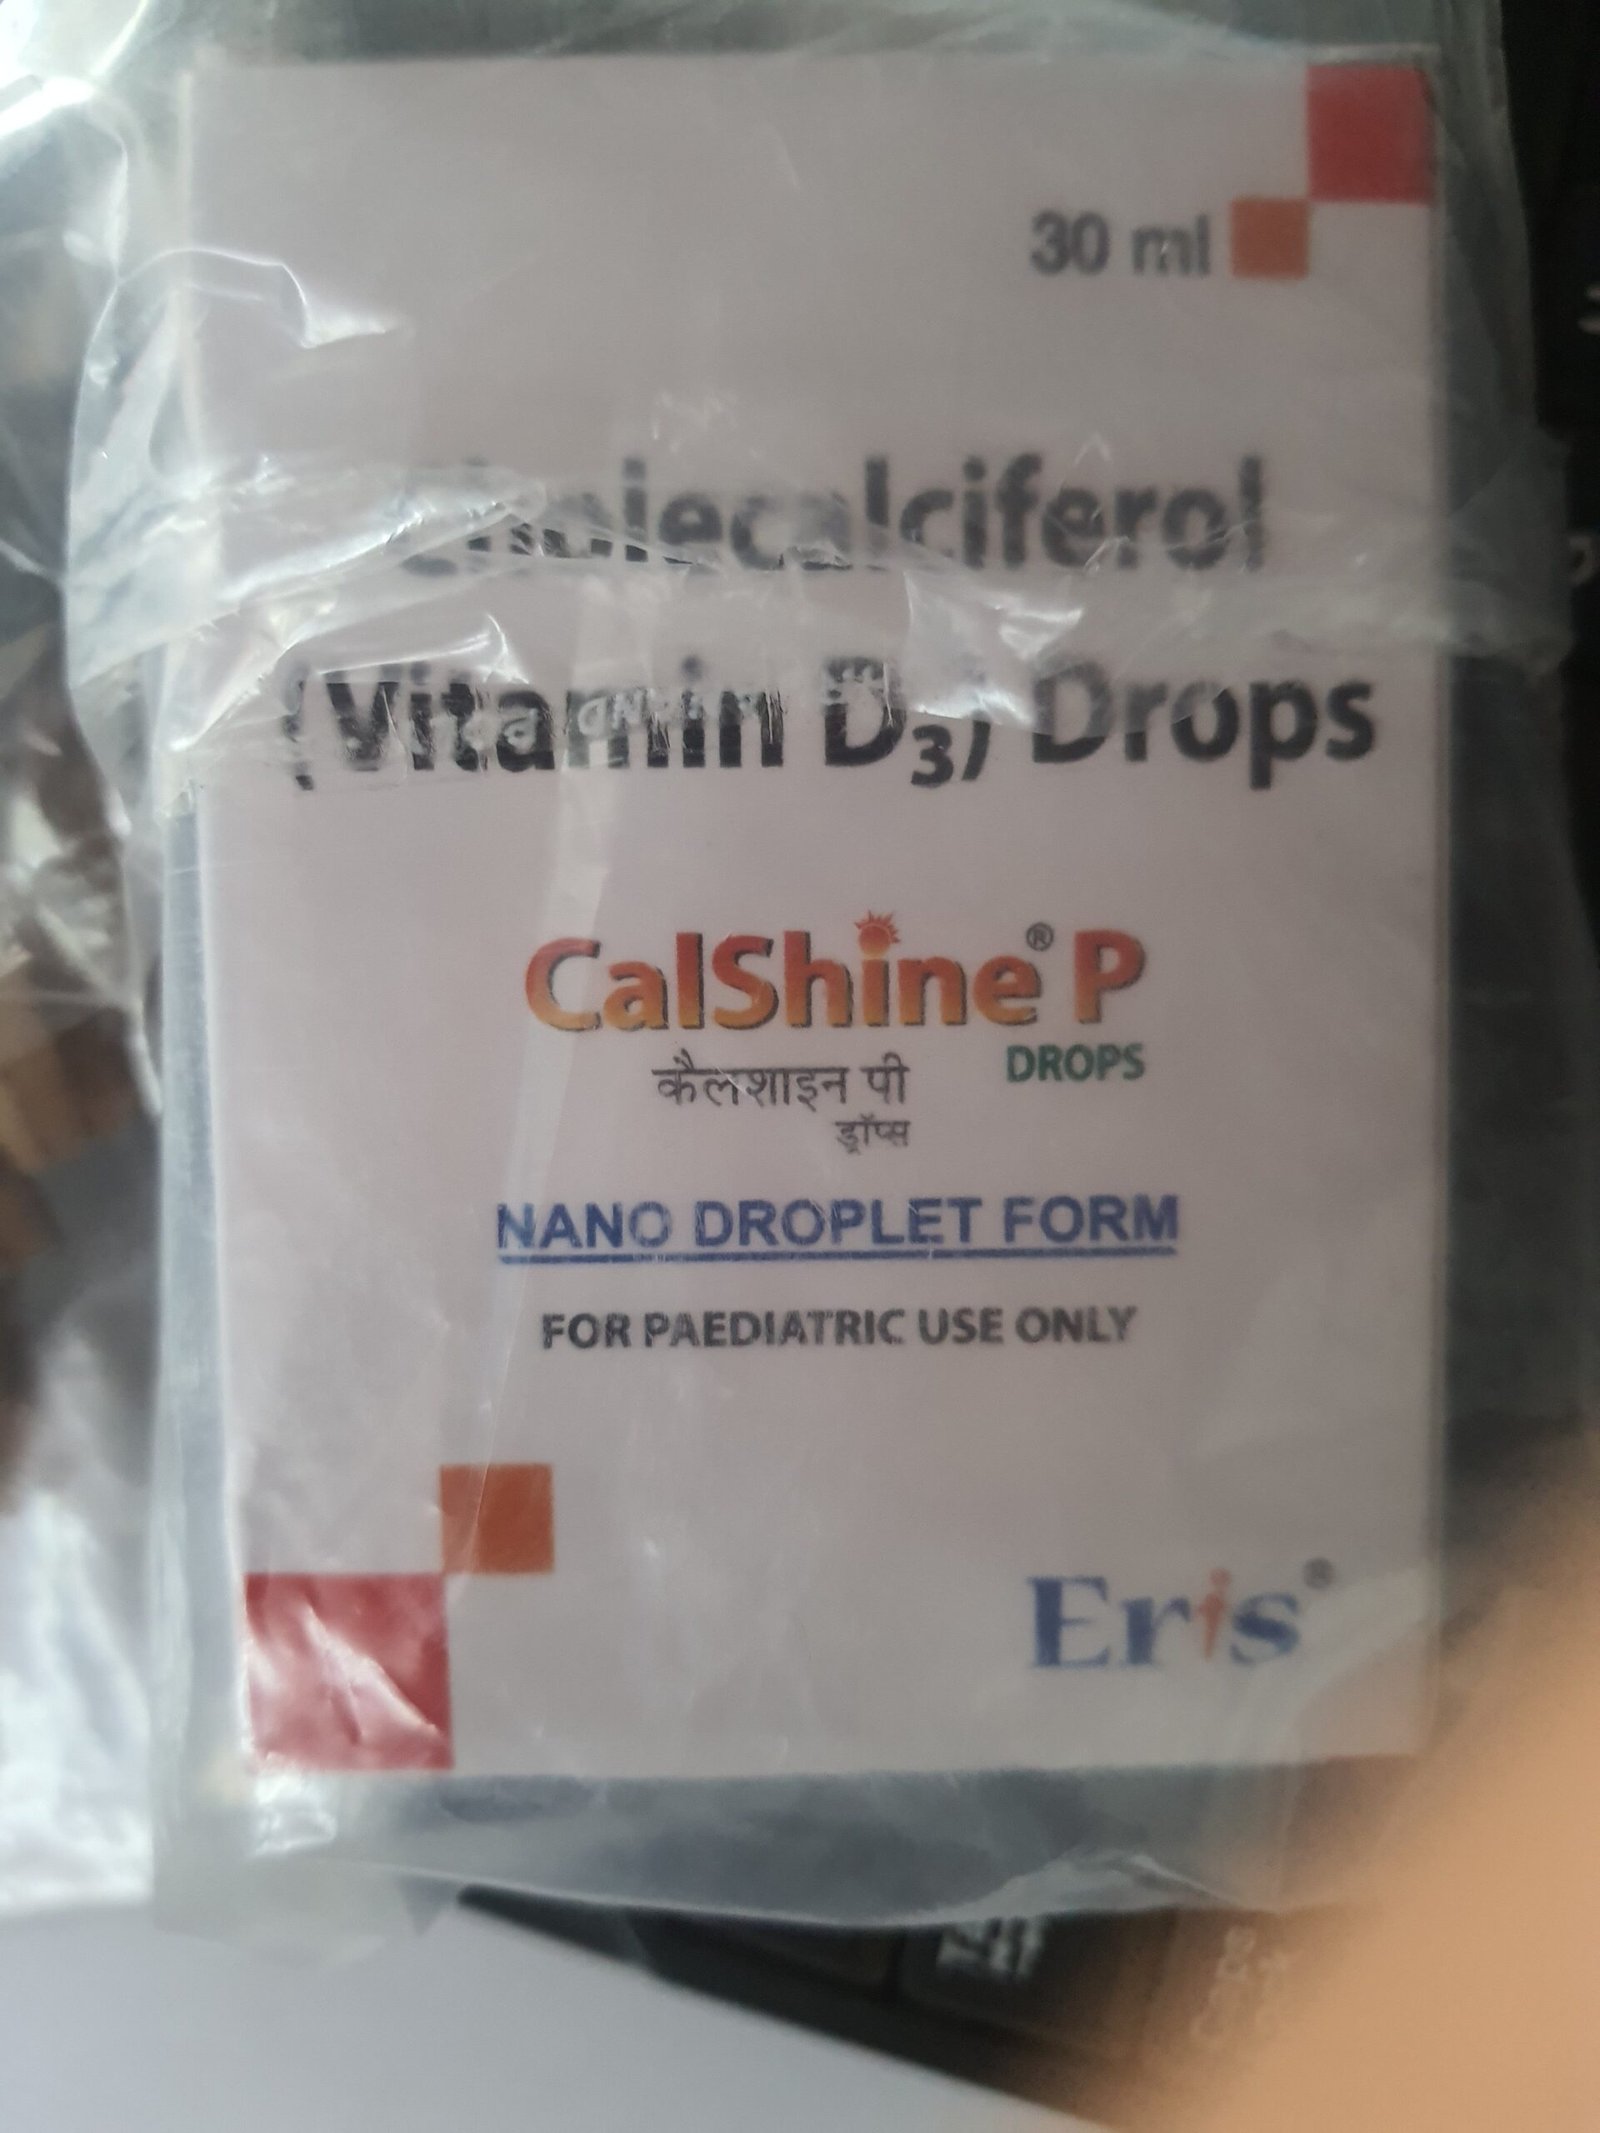 30 ml
Cholecalciferol
(Vitamin D₃) Drops
CalShine® P
DROPS
कैलशाइन पी
ड्रॉप्स
NANO DROPLET FORM
FOR PAEDIATRIC USE ONLY
Eris®